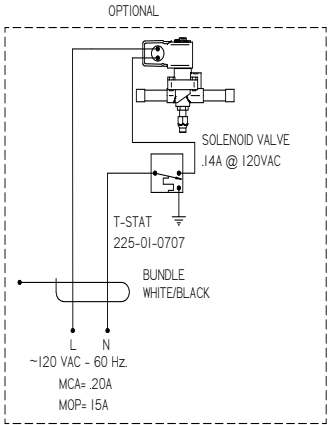 OPTIONAL
SOLENOID VALVE
.14A @ 120VAC
T-STAT
225-01-0707
BUNDLE
WHITE/BLACK
L N
~120 VAC - 60 Hz.
MCA= .20A
MOP= 15A